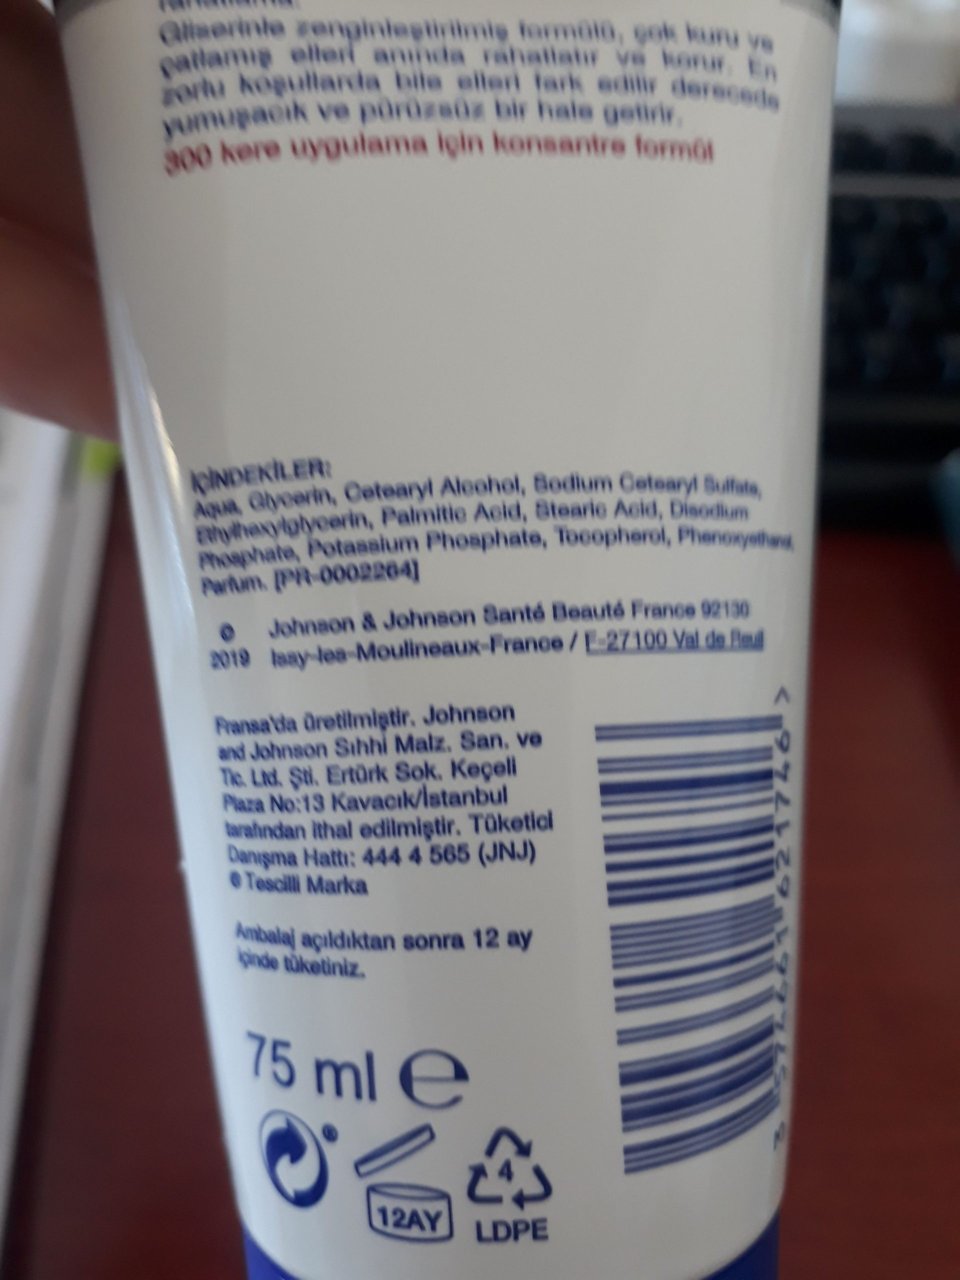 Gliserinle zenginleştirilmiş formülü, çok kuru ve
çatlamış elleri anında rahatlatır ve korur. En
zorlu koşullarda bile elleri fark edilir derecede
yumuşacık ve pürüzsüz bir hale getirir.
300 kere uygulama için konsantre formül
İÇİNDEKİLER:
Aqua, Glycerin, Cetearyl Alcohol, Sodium Cetearyl Sulfate,
Ethylhexylglycerin, Palmitic Acid, Stearic Acid, Disodium
Phosphate, Potassium Phosphate, Tocopherol, Phenoxyethanol,
Parfum. [PR-0002264]
© Johnson & Johnson Santé Beauté France 92130
2019 Issy-les-Moulineaux-France / F-27100 Val de Reuil
Fransa'da üretilmiştir. Johnson
and Johnson Sıhhi Malz. San. ve
Tic. Ltd. Şti. Ertürk Sok. Keçeli
Plaza No:13 Kavacık/İstanbul
tarafından ithal edilmiştir. Tüketici
Danışma Hattı: 444 4 565 (JNJ)
® Tescilli Marka
Ambalaj açıldıktan sonra 12 ay
içinde tüketiniz.
3 574661 621746 >
75 ml e
®
12AY
4
LDPE